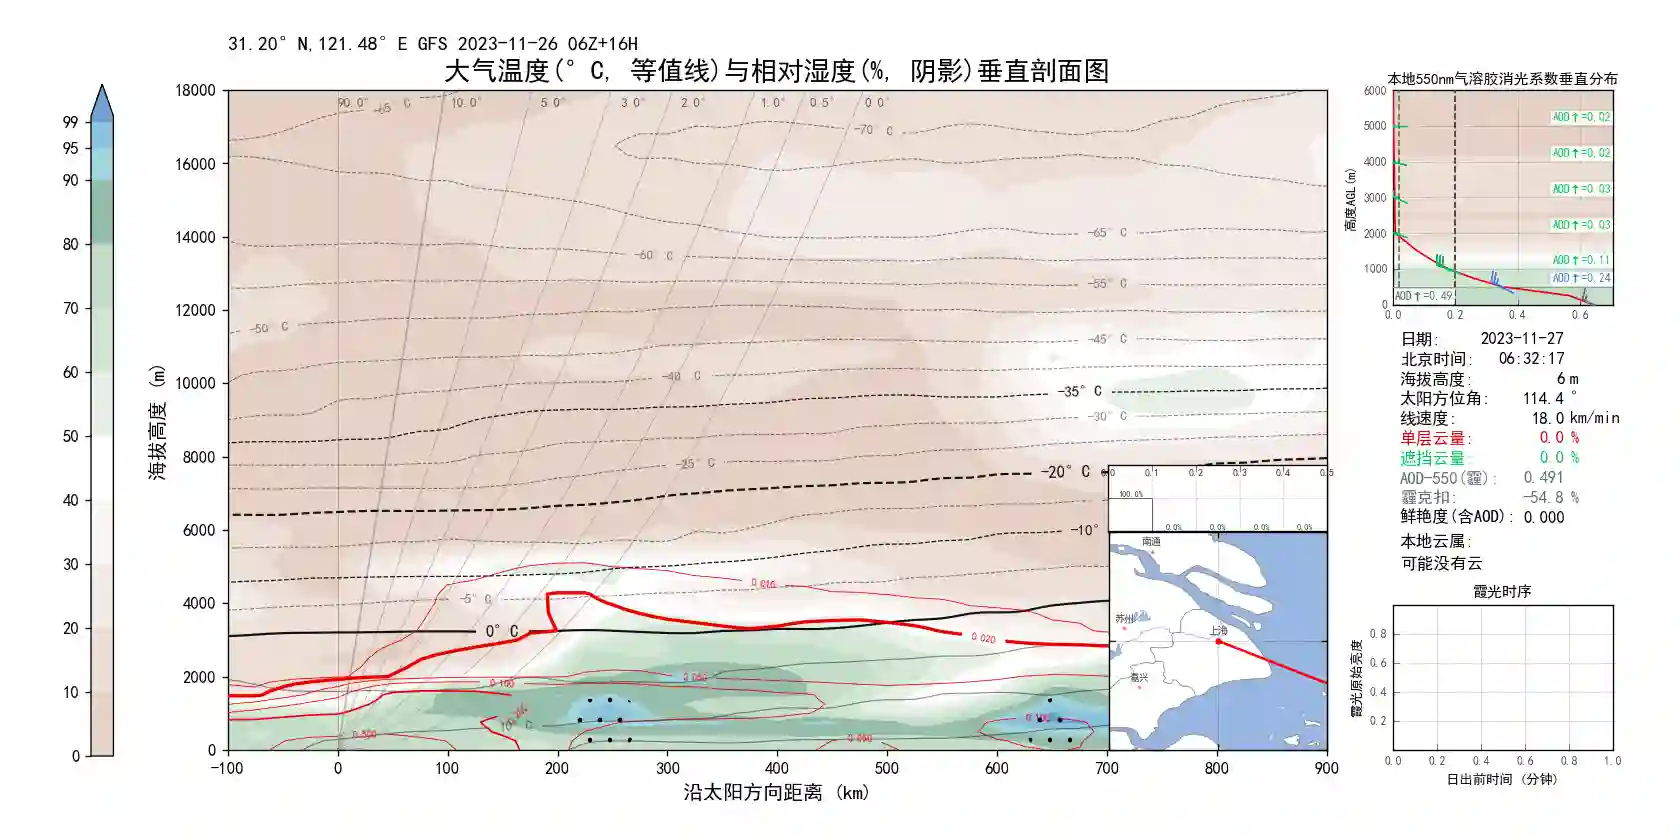 31.20° N,121.48° E GFS 2023-11-26 06Z+16H
大气温度(° C, 等值线)与相对湿度(%, 阴影)垂直剖面图
99
95
90
80
70
60
50
40
30
20
10
0
海拔高度 (m)
18000
16000
14000
12000
10000
8000
6000
4000
2000
0
90.0° 10.0° 5.0° 3.0° 2.0° 1.0° 0.5° 0.0°
-65 C
-70° C
-65° C
-60 C
-55° C
-50 C
-45° C
-40 C
-35° C
-30° C
-25° C
-20° C
-10°
-5° C
0° C
10° C
0.016
0.020
0.100
0.050
0.500
0.100
0.050
-100 0 100 200 300 400 500 600 700 800 900
沿太阳方向距离 (km)
0.0 0.1 0.2 0.3 0.4 0.5
100.0%
0.0% 0.0% 0.0% 0.0%
南通
苏州
上海
嘉兴
本地550nm气溶胶消光系数垂直分布
高度AGL(m)
6000
5000
4000
3000
2000
1000
0
AOD↑=0.02
AOD↑=0.02
AOD↑=0.03
AOD↑=0.03
AOD↑=0.11
AOD↑=0.24
AOD↑=0.49
0.0 0.2 0.4 0.6
日期: 2023-11-27
北京时间: 06:32:17
海拔高度: 6 m
太阳方位角: 114.4 °
线速度: 18.0 km/min
单层云量: 0.0 %
遮挡云量: 0.0 %
AOD-550(霾): 0.491
霾克扣: -54.8 %
鲜艳度(含AOD): 0.000
本地云属:
可能没有云
霞光时序
霞光原始亮度
0.8
0.6
0.4
0.2
0.0 0.2 0.4 0.6 0.8 1.0
日出前时间 (分钟)